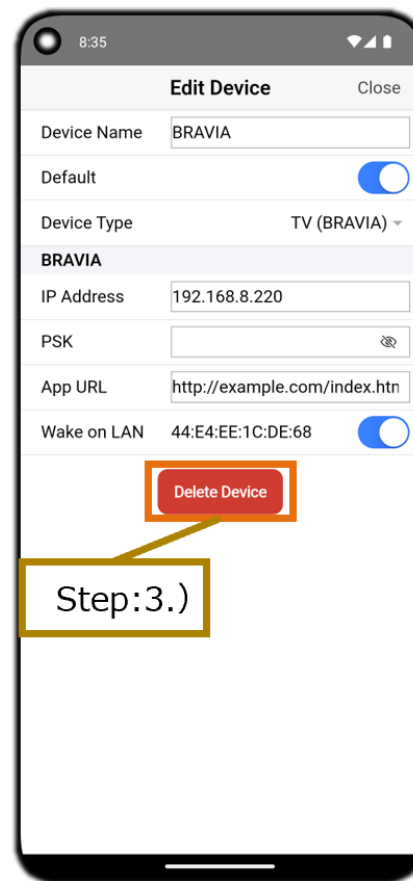 8:35
Edit Device Close
Device Name BRAVIA
Default
Device Type TV (BRAVIA)
BRAVIA
IP Address 192.168.8.220
PSK
App URL http://example.com/index.htn
Wake on LAN 44:E4:EE:1C:DE:68
Delete Device
Step:3.)